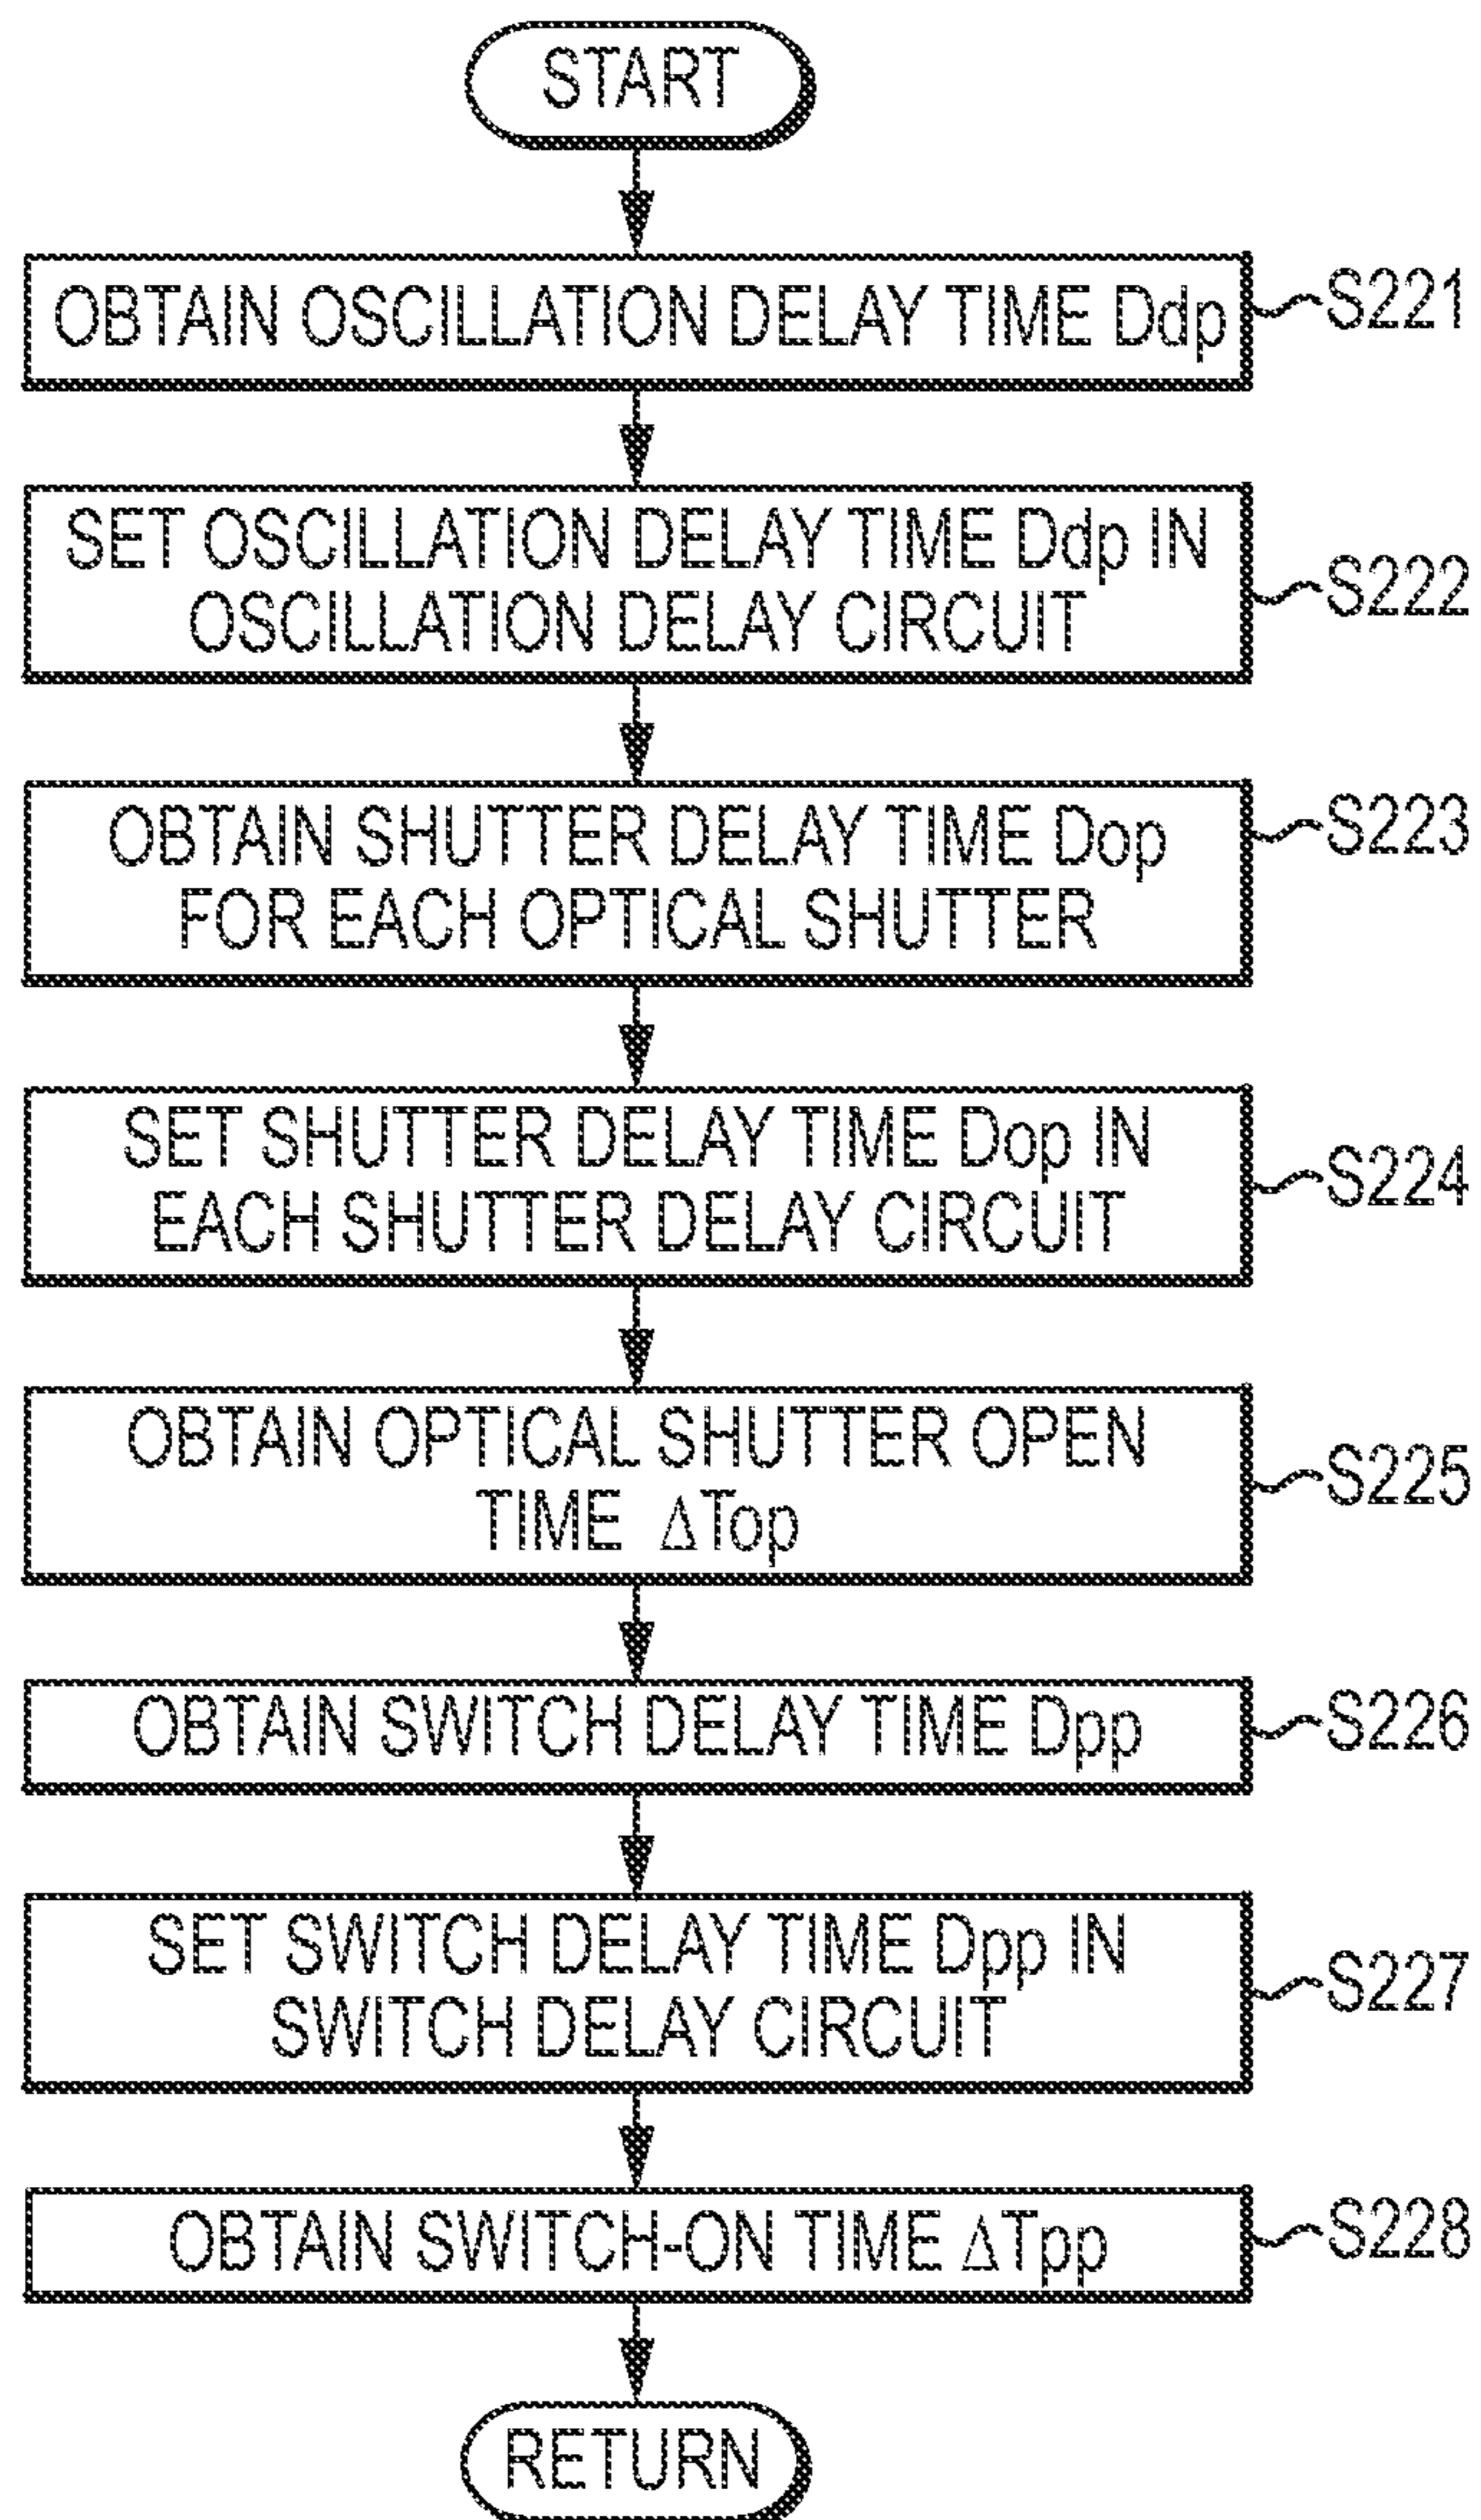 START
OBTAIN OSCILLATION DELAY TIME Ddp
S221
SET OSCILLATION DELAY TIME Ddp IN
OSCILLATION DELAY CIRCUIT
S222
OBTAIN SHUTTER DELAY TIME Dop
FOR EACH OPTICAL SHUTTER
S223
SET SHUTTER DELAY TIME Dop IN
EACH SHUTTER DELAY CIRCUIT
S224
OBTAIN OPTICAL SHUTTER OPEN
TIME ΔTop
S225
OBTAIN SWITCH DELAY TIME Dpp
S226
SET SWITCH DELAY TIME Dpp IN
SWITCH DELAY CIRCUIT
S227
OBTAIN SWITCH-ON TIME ΔTpp
S228
RETURN